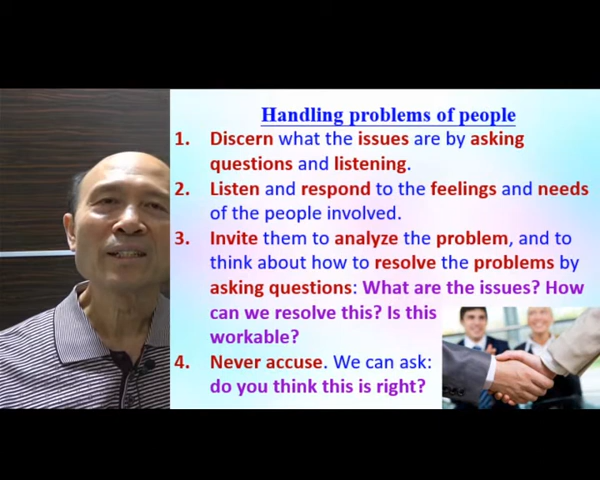 Handling problems of people
1. Discern what the issues are by asking
questions and listening.
2. Listen and respond to the feelings and needs
of the people involved.
3. Invite them to analyze the problem, and to
think about how to resolve the problems by
asking questions: What are the issues? How
can we resolve this? Is this
workable?
4. Never accuse. We can ask:
do you think this is right?